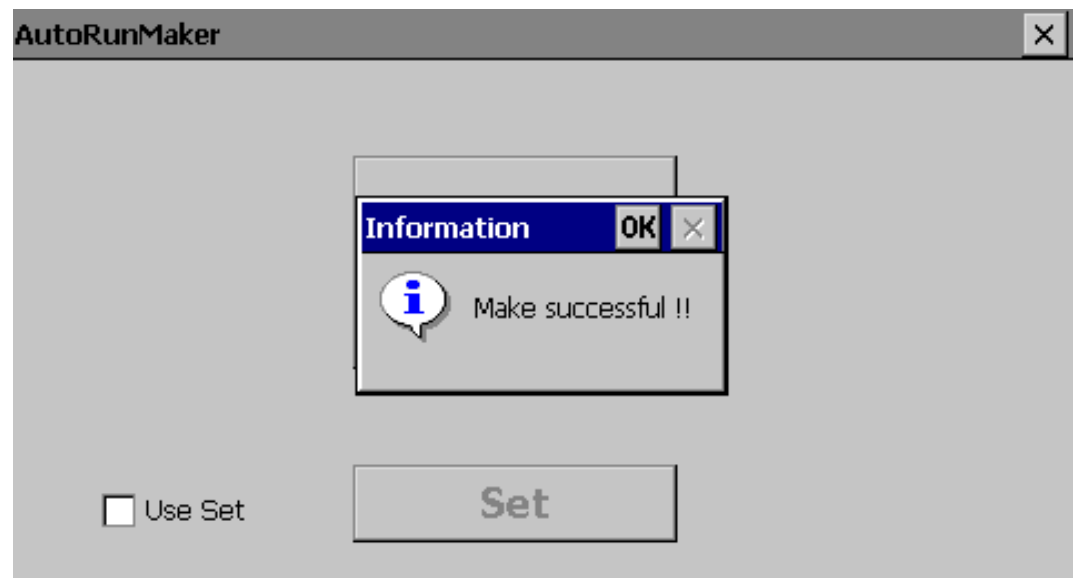 AutoRunMaker
Information OK
Make successful !!
Use Set
Set